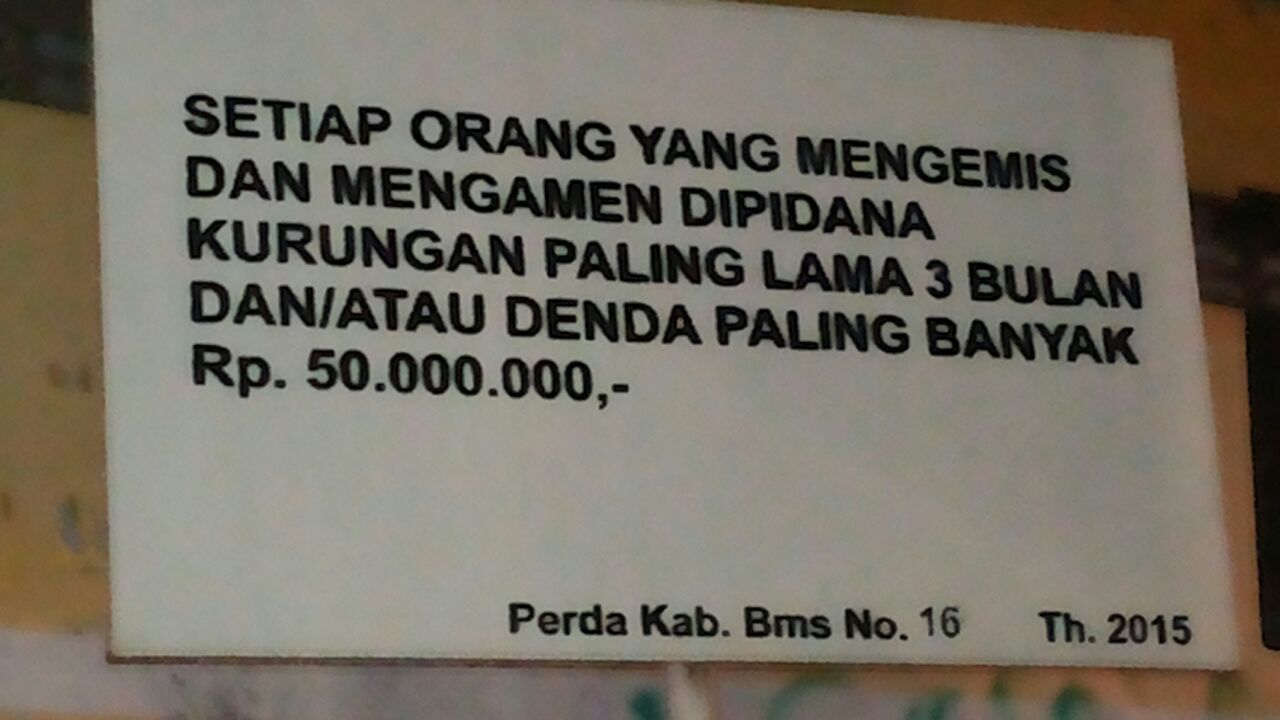 SETIAP ORANG YANG MENGEMIS
DAN MENGAMEN DIPIDANA
KURUNGAN PALING LAMA 3 BULAN
DAN/ATAU DENDA PALING BANYAK
Rp. 50.000.000,-
Perda Kab. Bms No. 16 Th. 2015